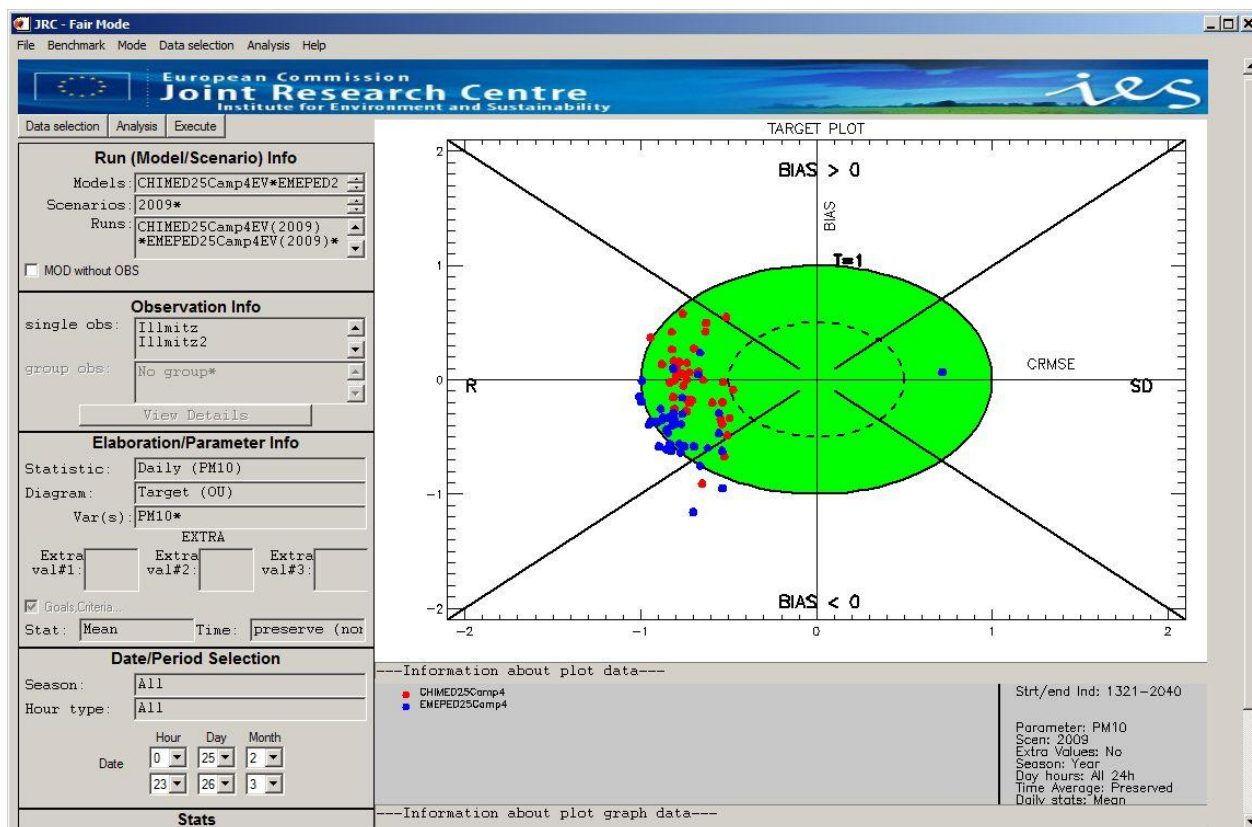 JRC - Fair Mode
File Benchmark Mode Data selection Analysis Help
European Commission
Joint Research Centre
Institute for Environment and Sustainability
ies
Data selection Analysis Execute
Run (Model/Scenario) Info
Models: CHIMED25Camp4EV*EMEPED2
Scenarios: 2009*
Runs: CHIMED25Camp4EV(2009)
*EMEPED25Camp4EV(2009)*
MOD without OBS
Observation Info
single obs: Illmitz
Illmitz2
group obs: No group*
View Details
Elaboration/Parameter Info
Statistic: Daily (PM10)
Diagram: Target (OU)
Var(s): PM10*
EXTRA
Extra val#1: Extra val#2: Extra val#3:
Goals,Criteria...
Stat: Mean Time: preserve (nor
Date/Period Selection
Season: All
Hour type: All
Hour Day Month
Date 0 25 2
23 26 3
Stats
TARGET PLOT
2
BIAS > 0
BIAS
1
T=1
CRMSE
0
R
SD
-1
BIAS < 0
-2
-2 -1 0 1 2
---Information about plot data---
CHIMED25Camp4
EMEPED25Camp4
Strt/end Ind: 1321-2040
Parameter: PM10
Scen: 2009
Extra Values: No
Season: Year
Day hours: All 24h
Time Average: Preserved
Daily stats: Mean
---Information about plot graph data---